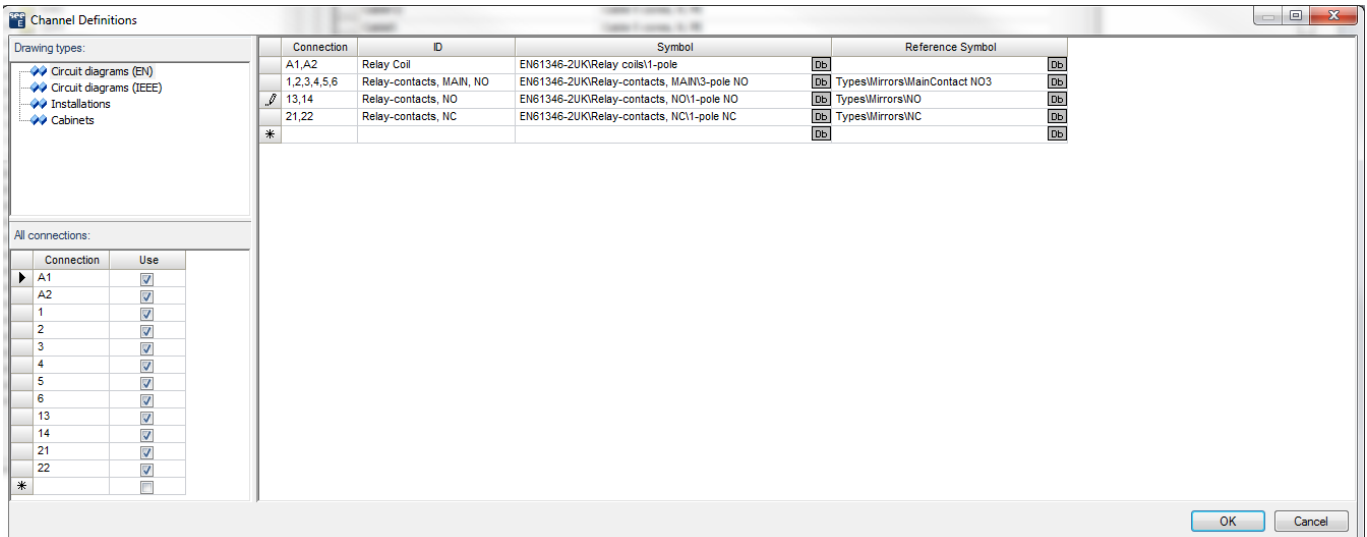 see
E
Channel Definitions
Drawing types:
Circuit diagrams (EN)
Circuit diagrams (IEEE)
Installations
Cabinets
All connections:
Connection Use
A1
A2
1
2
3
4
5
6
13
14
21
22
Connection ID Symbol Reference Symbol
A1,A2 Relay Coil EN61346-2UK\Relay coils\1-pole Db Db
1,2,3,4,5,6 Relay-contacts, MAIN, NO EN61346-2UK\Relay-contacts, MAIN\3-pole NO Db Types\Mirrors\MainContact NO3 Db
13,14 Relay-contacts, NO EN61346-2UK\Relay-contacts, NO\1-pole NO Db Types\Mirrors\NO Db
21,22 Relay-contacts, NC EN61346-2UK\Relay-contacts, NC\1-pole NC Db Types\Mirrors\NC Db
Db Db
OK Cancel